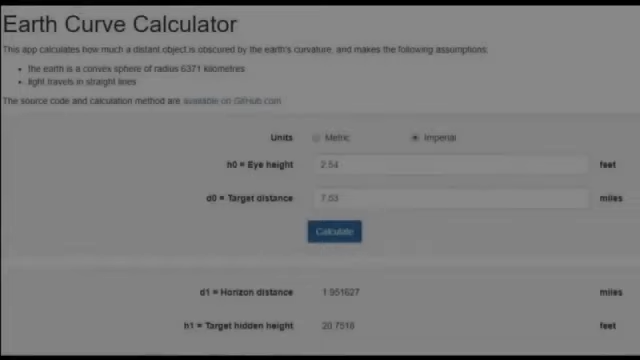 Earth Curve Calculator
This app calculates how much a distant object is obscured by the earth's curvature, and makes the following assumptions:
the earth is a convex sphere of radius 6371 kilometres
light travels in straight lines
The source code and calculation method are available on GitHub.com
Units Metric Imperial
h0 = Eye height 2.54 feet
d0 = Target distance 7.53 miles
Calculate
d1 = Horizon distance 1.951627 miles
h1 = Target hidden height 20.7518 feet